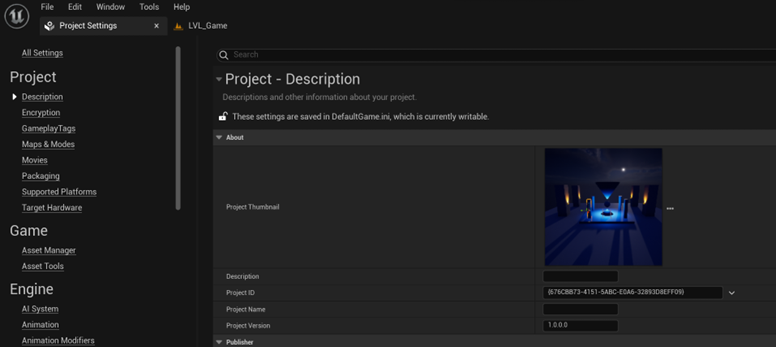 File Edit Window Tools Help
Project Settings × LVL_Game
All Settings
Project
Description
Encryption
GameplayTags
Maps & Modes
Movies
Packaging
Supported Platforms
Target Hardware
Game
Asset Manager
Asset Tools
Engine
AI System
Animation
Animation Modifiers
Search
Project - Description
Descriptions and other information about your project.
These settings are saved in DefaultGame.ini, which is currently writable.
About
Project Thumbnail
Description
Project ID {676CBB73-4151-5ABC-E0A6-32893D8EFF09}
Project Name
Project Version 1.0.0.0
Publisher